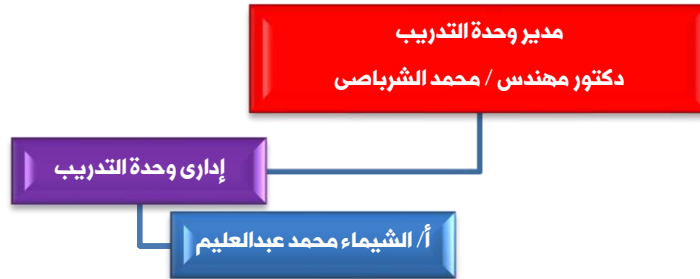 مدير وحدة التدريب
دكتور مهندس / محمد الشرباصى
إدارى وحدة التدريب
أ/ الشيماء محمد عبدالعليم